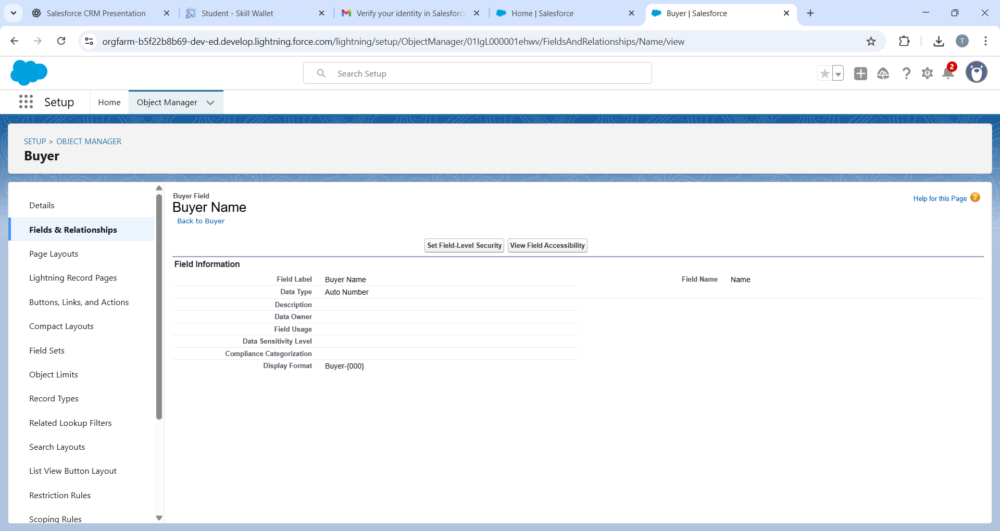 Salesforce CRM Presentation
Student - Skill Wallet
Verify your identity in Salesforce
Home | Salesforce
Buyer | Salesforce
orgfarm-b5f22b8b69-dev-ed.develop.lightning.force.com/lightning/setup/ObjectManager/01IgL000001ehwv/FieldsAndRelationships/Name/view
T
Search Setup
2
Setup
Home
Object Manager
SETUP > OBJECT MANAGER
Buyer
Details
Fields & Relationships
Page Layouts
Lightning Record Pages
Buttons, Links, and Actions
Compact Layouts
Field Sets
Object Limits
Record Types
Related Lookup Filters
Search Layouts
List View Button Layout
Restriction Rules
Scoping Rules
Buyer Field
Buyer Name
Back to Buyer
Help for this Page ?
Set Field-Level Security
View Field Accessibility
Field Information
Field Label Buyer Name Field Name Name
Data Type Auto Number
Description
Data Owner
Field Usage
Data Sensitivity Level
Compliance Categorization
Display Format Buyer-{000}